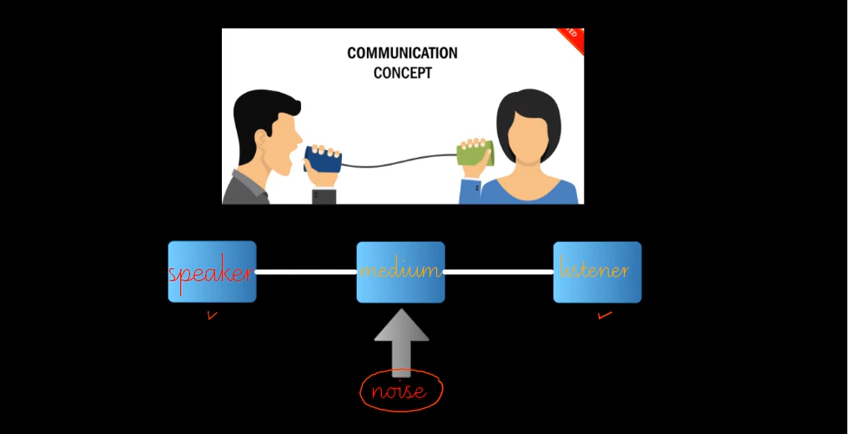 COMMUNICATION
CONCEPT
speaker
medium
listener
noise